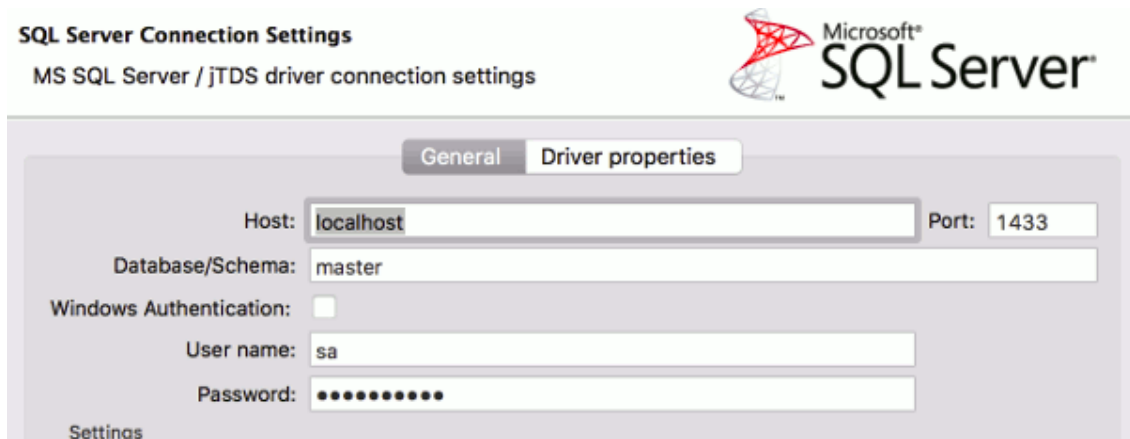 SQL Server Connection Settings
MS SQL Server / jTDS driver connection settings
Microsoft®
SQL Server®
™
General Driver properties
Host: localhost Port: 1433
Database/Schema: master
Windows Authentication:
User name: sa
Password: ••••••••••
Settings